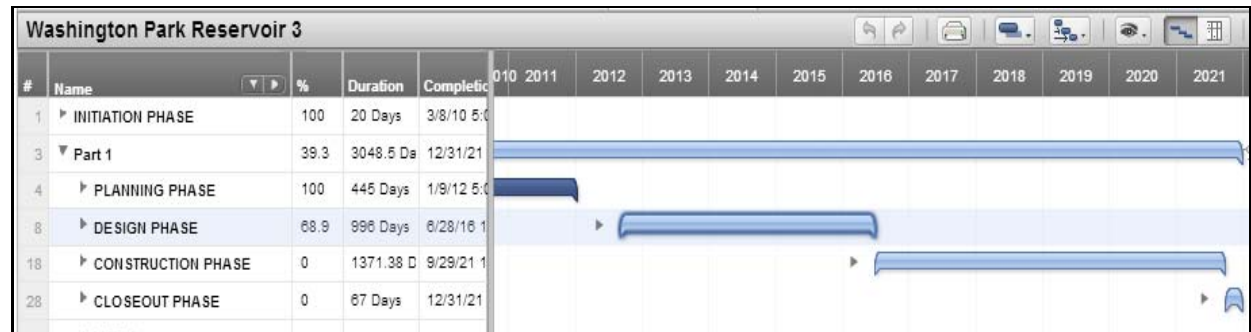 Washington Park Reservoir 3
# Name % Duration Completic 010 2011 2012 2013 2014 2015 2016 2017 2018 2019 2020 2021
1 INITIATION PHASE 100 20 Days 3/8/10 5:0
3 Part 1 39.3 3048.5 Da 12/31/21
4 PLANNING PHASE 100 445 Days 1/9/12 5:0
8 DESIGN PHASE 68.9 996 Days 6/28/16 1
18 CONSTRUCTION PHASE 0 1371.38 D 9/29/21 1
28 CLOSEOUT PHASE 0 67 Days 12/31/21